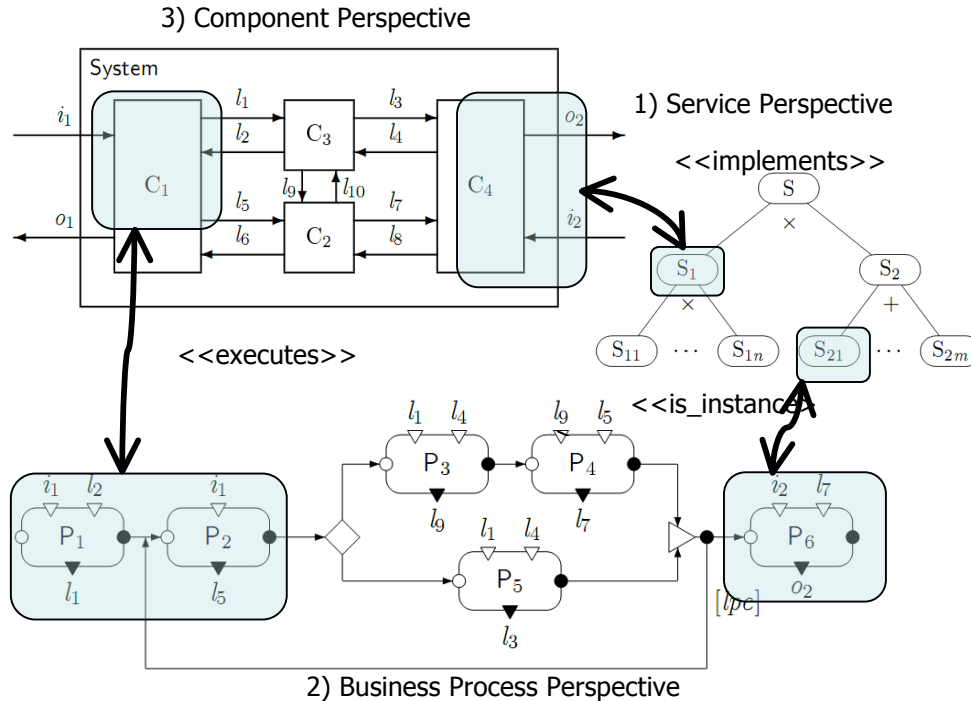 3) Component Perspective
System
1) Service Perspective
<<implements>>
i1
l1
l3
o2
l2
C3
l4
S
×
C1
l9
l10
C4
l5
l7
i2
o1
l6
C2
l8
S1
S2
×
+
S11
...
S1n
S21
...
S2m
<<executes>>
<<is_instance>
l1
l4
l9
l5
P3
P4
i1
l2
i1
l9
l7
i2
l7
P1
P2
l1
l4
P6
P5
l1
l5
o2
[lpc]
l3
2) Business Process Perspective